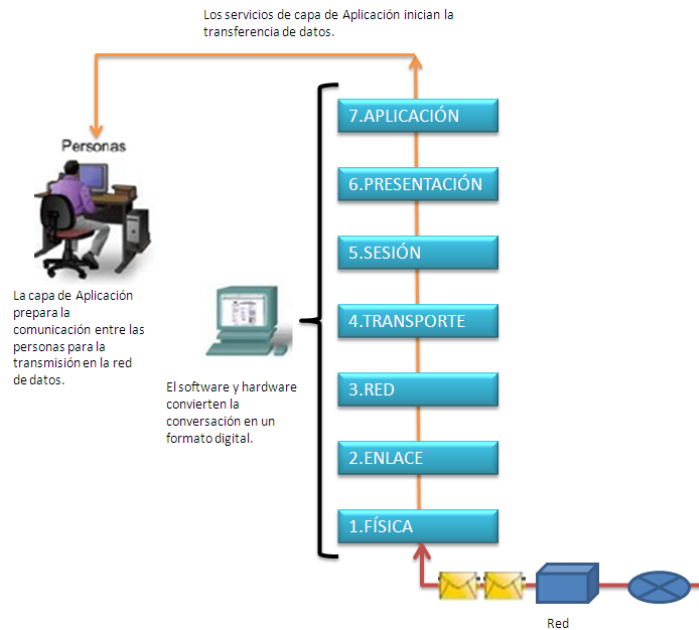 Los servicios de capa de Aplicación inician la
transferencia de datos.
7.APLICACIÓN
Personas
6.PRESENTACIÓN
5.SESIÓN
La capa de Aplicación
prepara la
comunicación entre las
personas para la
transmisión en la red
de datos.
4.TRANSPORTE
El software y hardware
convierten la
conversación en un
formato digital.
3.RED
2.ENLACE
1.FÍSICA
Red